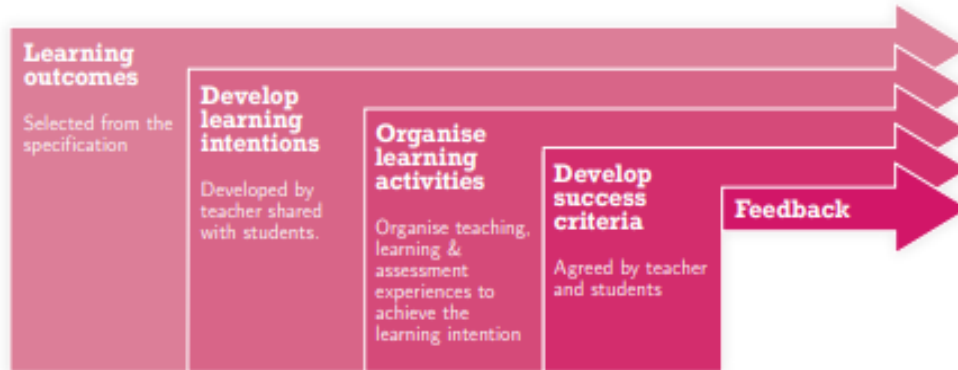 Learning
outcomes
Selected from the
specification
Develop
learning
intentions
Developed by
teacher shared
with students.
Organise
learning
activities
Organise teaching,
learning &
assessment
experiences to
achieve the
learning intention
Develop
success
criteria
Agreed by teacher
and students
Feedback